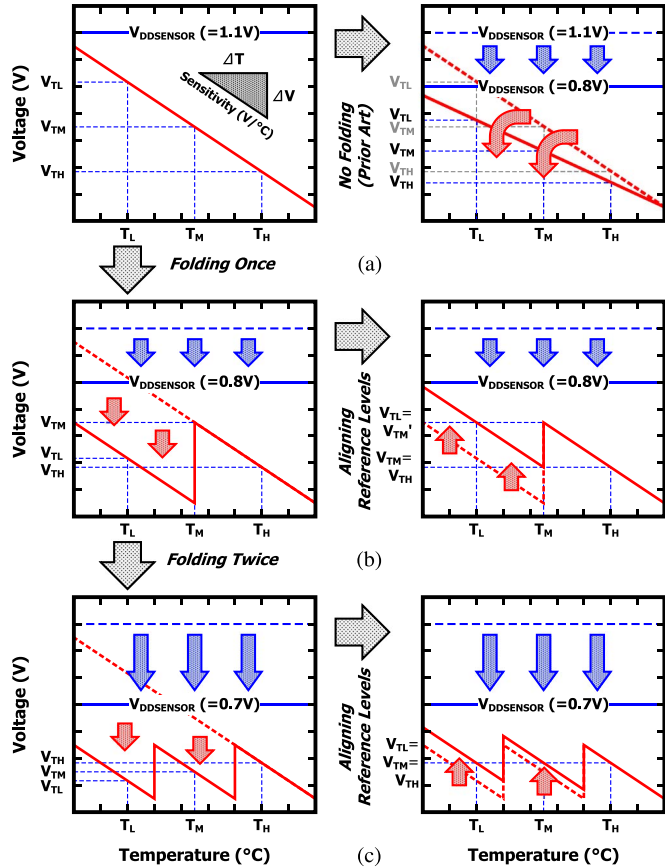 V_DDSENSOR (=1.1V)
ΔT
ΔV
Sensitivity (V/°C)
Voltage (V)
V_TL
V_TM
V_TH
T_L
T_M
T_H
No Folding
(Prior Art)
V_DDSENSOR (=1.1V)
V_DDSENSOR (=0.8V)
V_TL
V_TL
V_TM
V_TM
V_TH
V_TH
T_L
T_M
T_H
(a)
Folding Once
V_DDSENSOR (=0.8V)
Voltage (V)
V_TM
V_TL
V_TH
T_L
T_M
T_H
Aligning
Reference Levels
V_DDSENSOR (=0.8V)
V_TL=
V_TM'
V_TM=
V_TH
T_L
T_M
T_H
(b)
Folding Twice
V_DDSENSOR (=0.7V)
Voltage (V)
V_TH
V_TM
V_TL
T_L
T_M
T_H
Temperature (°C)
Aligning
Reference Levels
V_DDSENSOR (=0.7V)
V_TL=
V_TM=
V_TH
T_L
T_M
T_H
Temperature (°C)
(c)